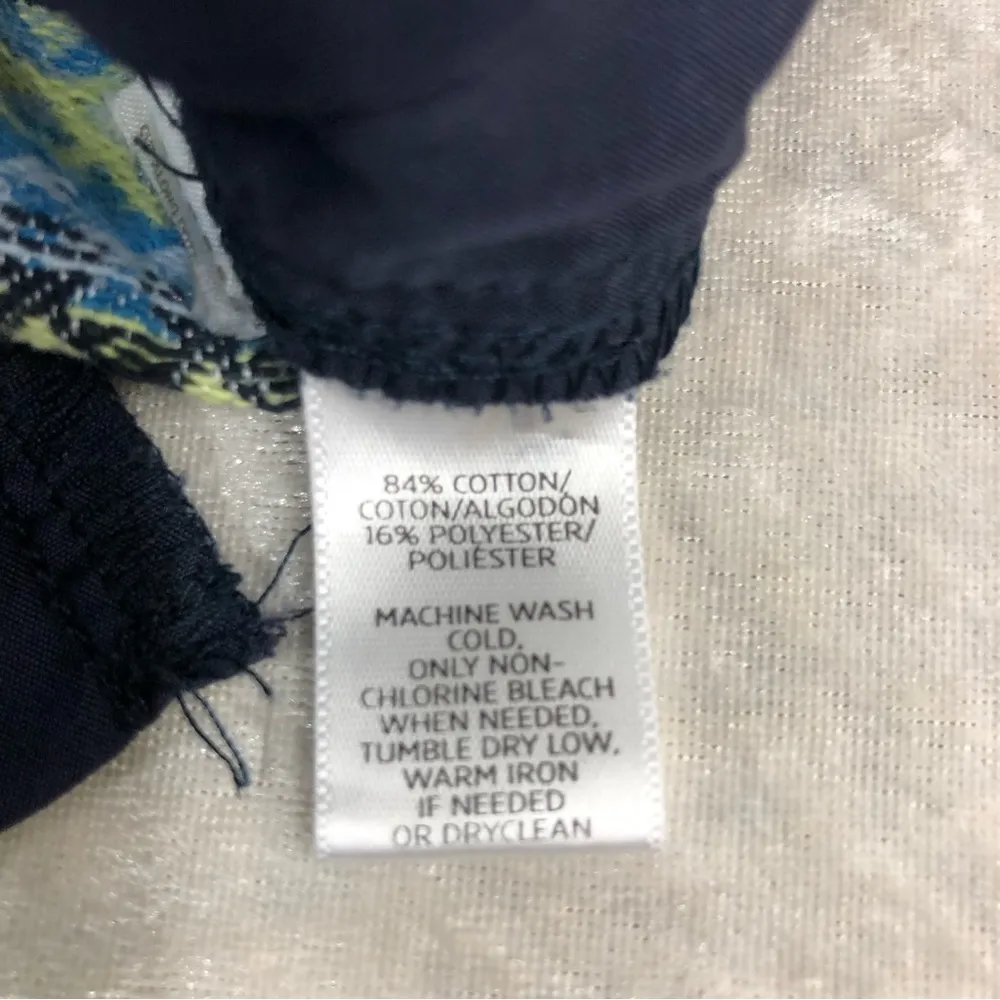 84% COTTON/
COTON/ALGODÓN
16% POLYESTER/
POLIÉSTER
MACHINE WASH
COLD,
ONLY NON-
CHLORINE BLEACH
WHEN NEEDED,
TUMBLE DRY LOW,
WARM IRON
IF NEEDED
OR DRYCLEAN